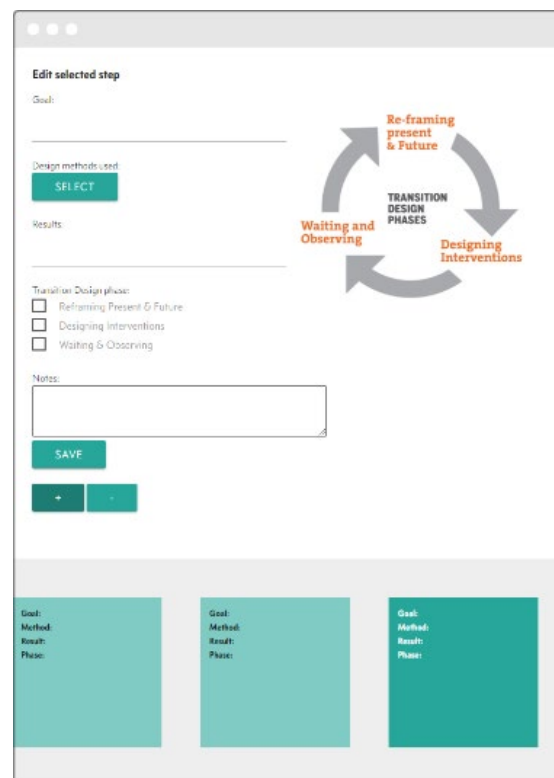 Edit selected step
Goal:
Design methods used:
SELECT
Results:
Transition Design phase:
Reframing Present & Future
Designing Interventions
Waiting & Observing
Notes:
SAVE
+
-
Re-framing
present
& Future
TRANSITION
DESIGN
PHASES
Waiting and
Observing
Designing
Interventions
Goal:
Method:
Result:
Phase:
Goal:
Method:
Result:
Phase:
Goal:
Method:
Result:
Phase: